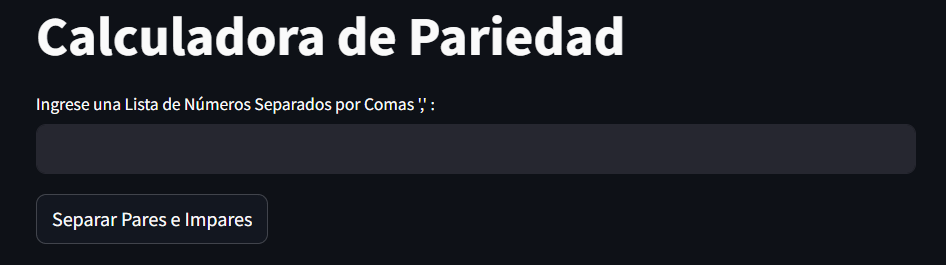 Calculadora de Pariedad
Ingrese una Lista de Números Separados por Comas ',' :
Separar Pares e Impares